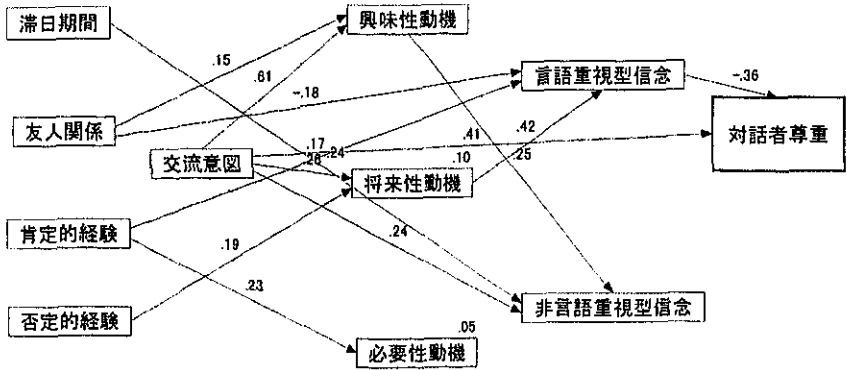 滞日期間
興味性動機
.15
.61
言語重視型信念
-.36
-.18
友人関係
対話者尊重
.17
.24
.41
.42
交流意図
.26
.10
.25
将来性動機
肯定的経験
.19
.24
.23
否定的経験
非言語重視型信念
.05
必要性動機